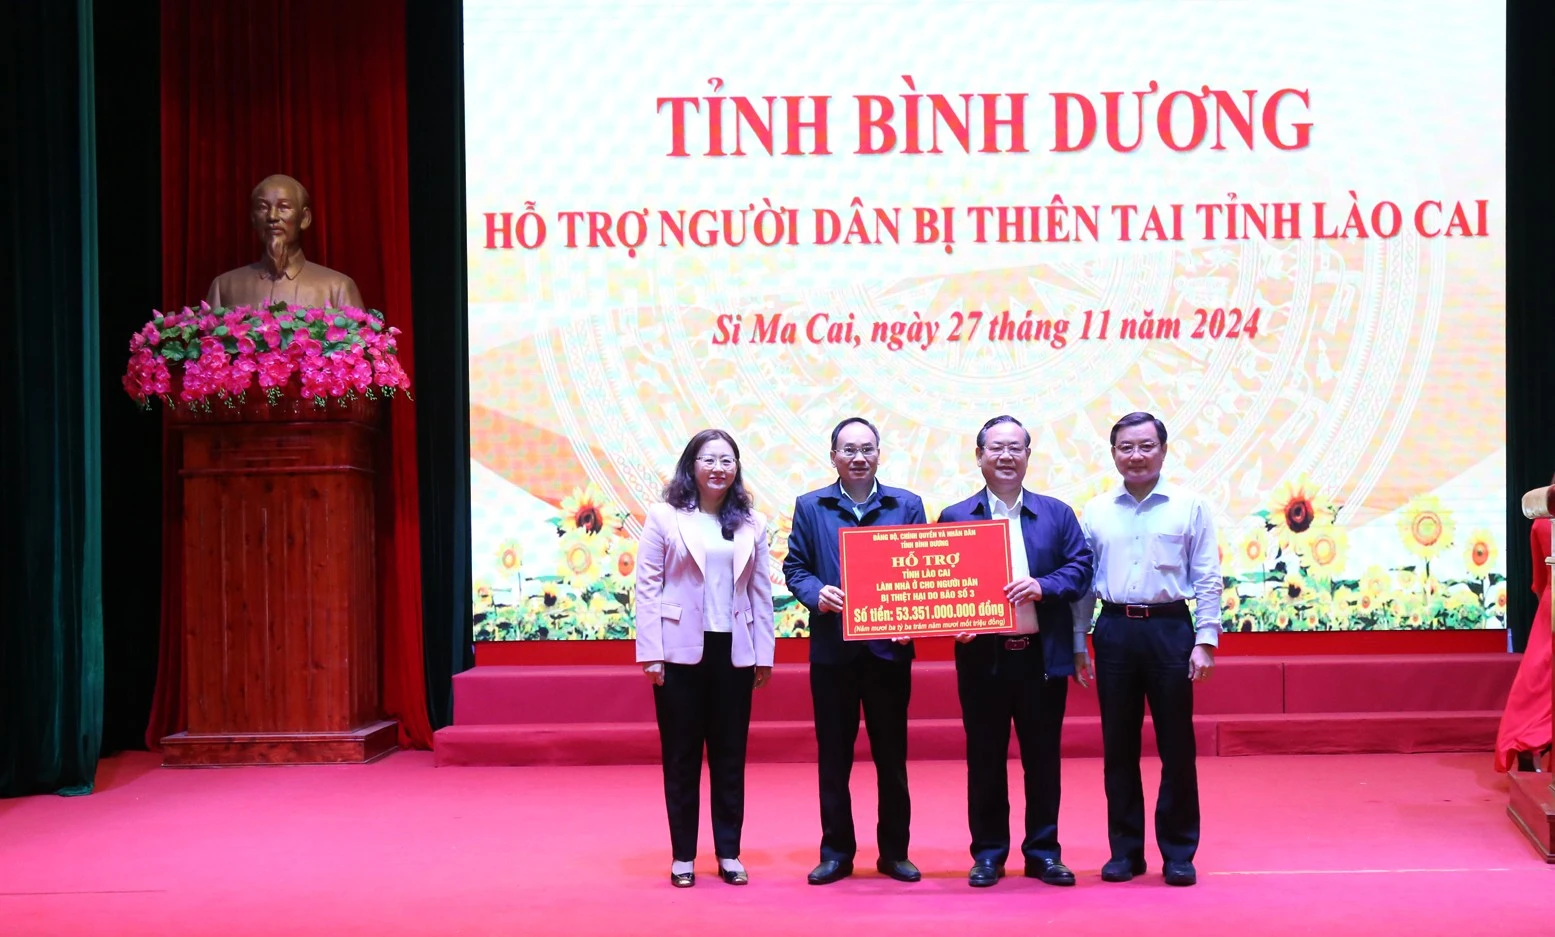 TỈNH BÌNH DƯƠNG
HỖ TRỢ NGƯỜI DÂN BỊ THIÊN TAI TỈNH LÀO CAI
Si Ma Cai, ngày 27 tháng 11 năm 2024
ĐẢNG BỘ, CHÍNH QUYỀN VÀ NHÂN DÂN
TỈNH BÌNH DƯƠNG
HỖ TRỢ
TỈNH LÀO CAI
LÀM NHÀ Ở CHO NGƯỜI DÂN
BỊ THIỆT HẠI DO BÃO SỐ 3
Số tiền: 53.351.000.000 đồng
(Năm mươi ba tỷ ba trăm năm mươi mốt triệu đồng)